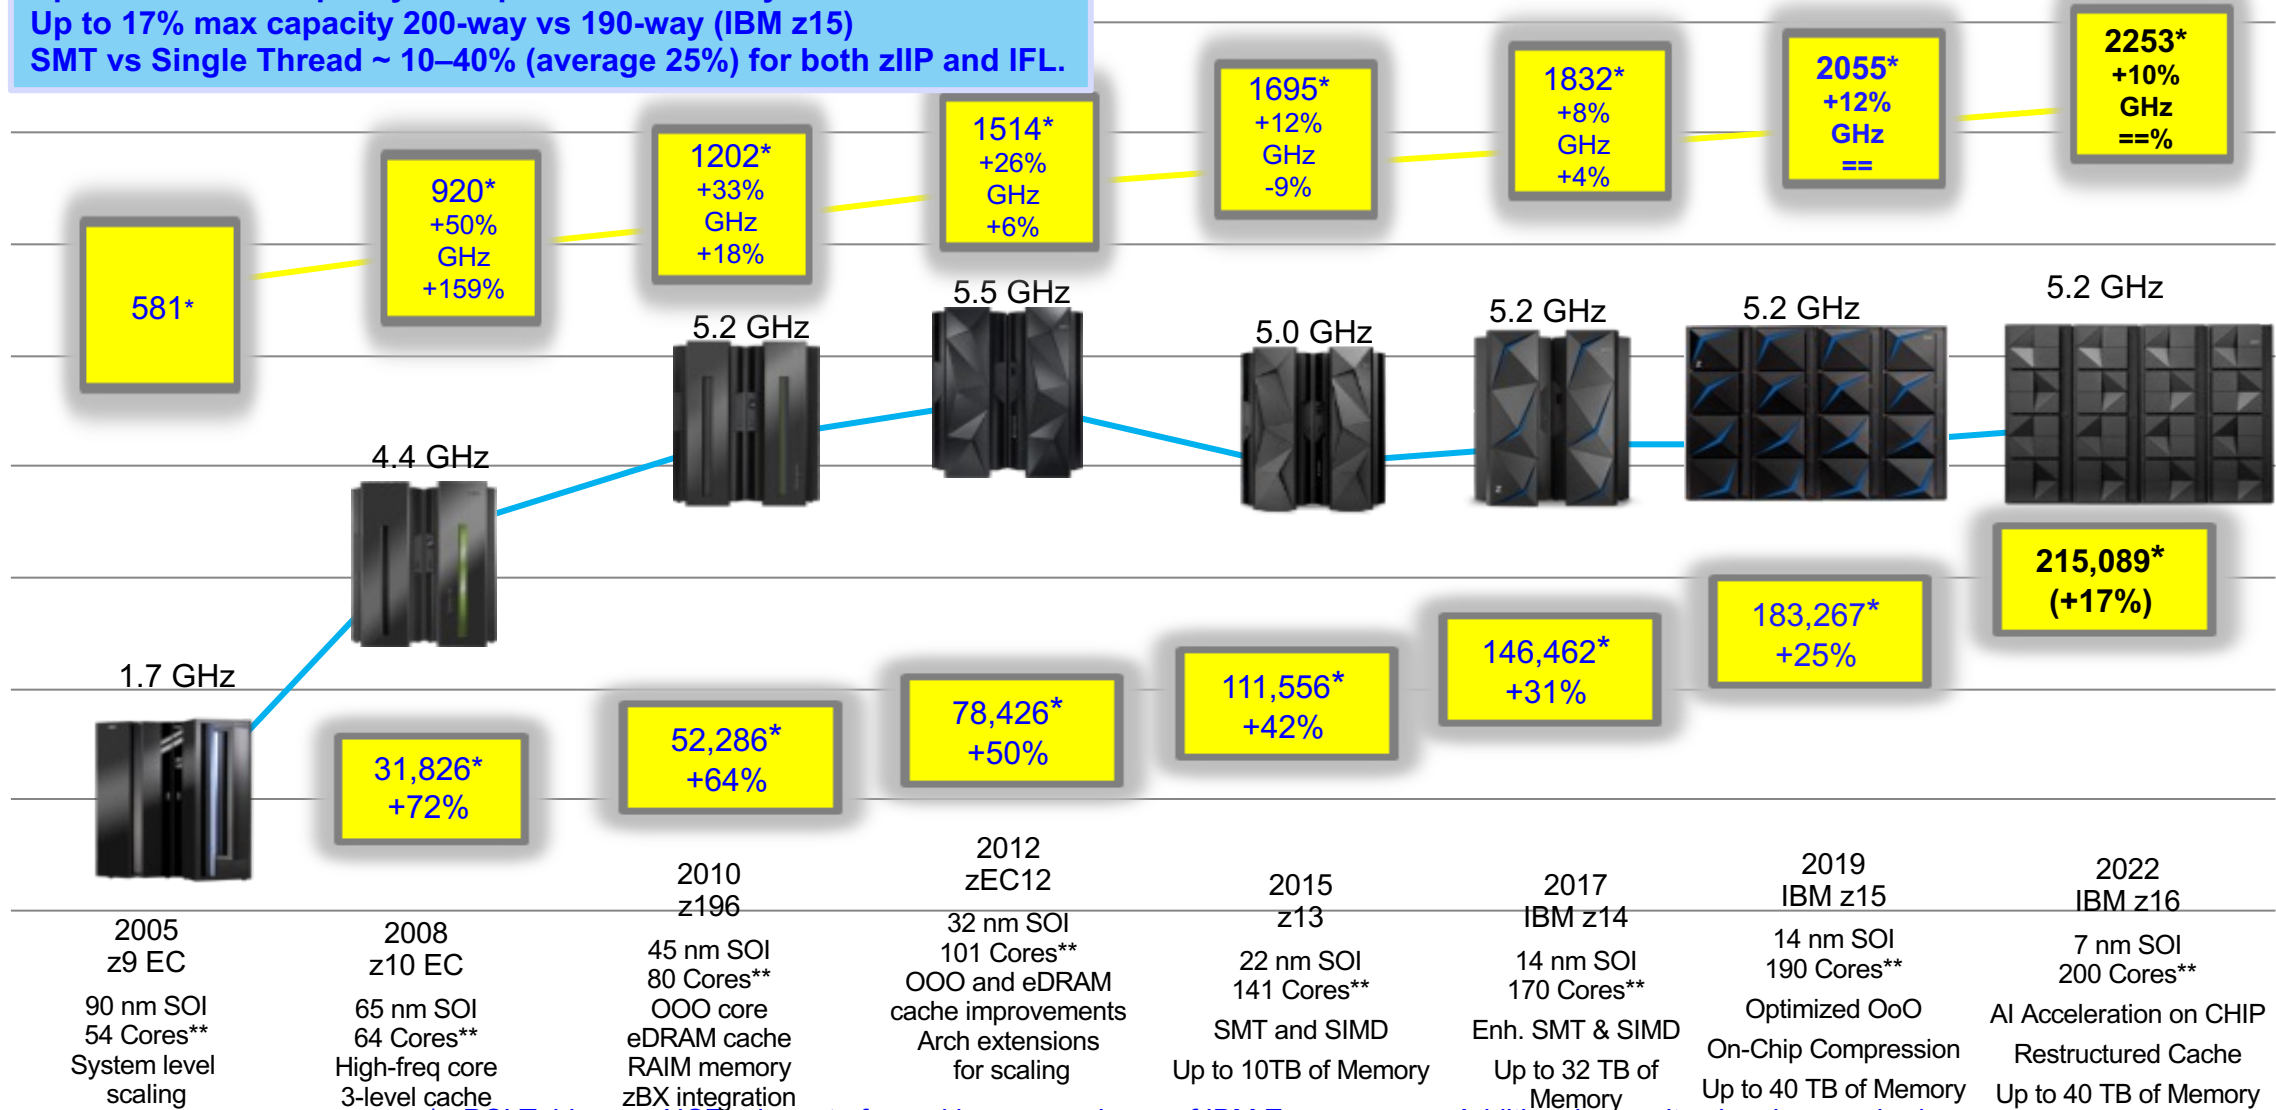 Up to 17% max capacity 200-way vs 190-way (IBM z15)
SMT vs Single Thread ~ 10–40% (average 25%) for both zIIP and IFL.
581*
920*
+50%
GHz
+159%
1202*
+33%
GHz
+18%
1514*
+26%
GHz
+6%
1695*
+12%
GHz
-9%
1832*
+8%
GHz
+4%
2055*
+12%
GHz
==
2253*
+10%
GHz
==%
1.7 GHz
4.4 GHz
5.2 GHz
5.5 GHz
5.0 GHz
5.2 GHz
5.2 GHz
5.2 GHz
31,826*
+72%
52,286*
+64%
78,426*
+50%
111,556*
+42%
146,462*
+31%
183,267*
+25%
215,089*
(+17%)
2005
z9 EC
90 nm SOI
54 Cores**
System level
scaling
2008
z10 EC
65 nm SOI
64 Cores**
High-freq core
3-level cache
2010
z196
45 nm SOI
80 Cores**
OOO core
eDRAM cache
RAIM memory
zBX integration
2012
zEC12
32 nm SOI
101 Cores**
OOO and eDRAM
cache improvements
Arch extensions
for scaling
2015
z13
22 nm SOI
141 Cores**
SMT and SIMD
Up to 10TB of Memory
2017
IBM z14
14 nm SOI
170 Cores**
Enh. SMT & SIMD
Up to 32 TB of
Memory
2019
IBM z15
14 nm SOI
190 Cores**
Optimized OoO
On-Chip Compression
Up to 40 TB of Memory
2022
IBM z16
7 nm SOI
200 Cores**
AI Acceleration on CHIP
Restructured Cache
Up to 40 TB of Memory